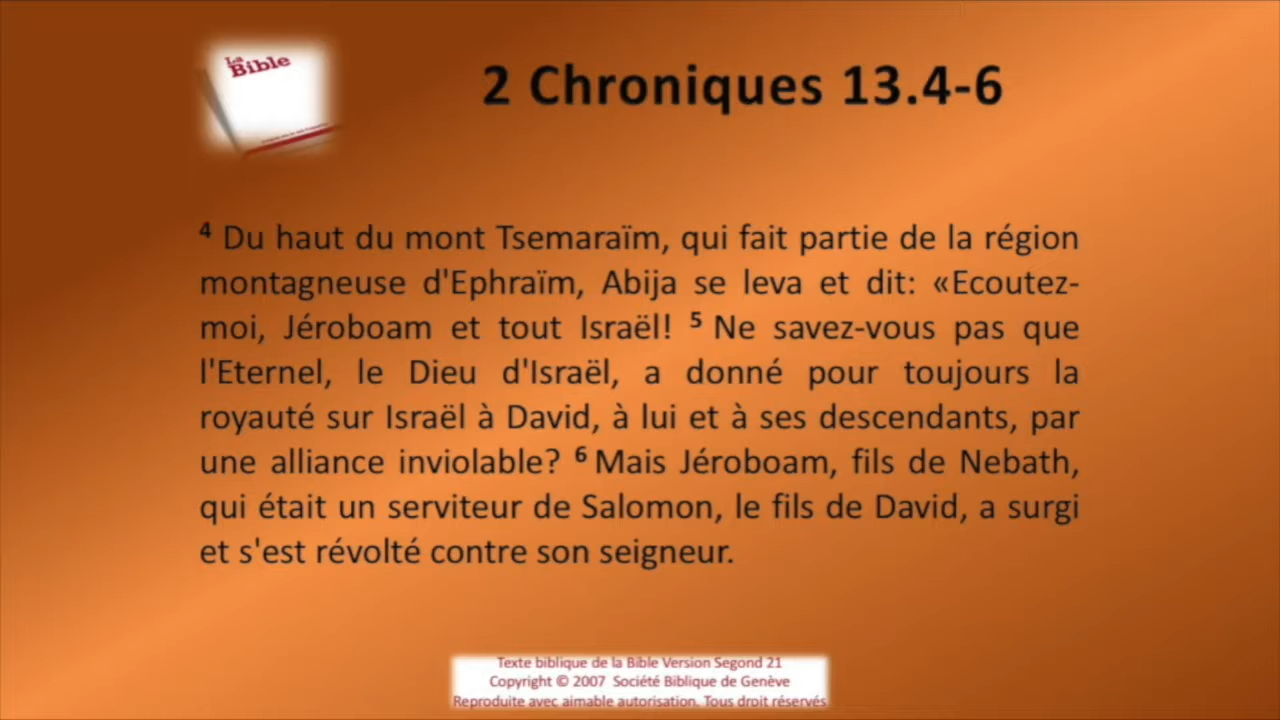 La
Bible
2 Chroniques 13.4-6
⁴ Du haut du mont Tsemaraïm, qui fait partie de la région
montagneuse d'Ephraïm, Abija se leva et dit: «Ecoutez-
moi, Jéroboam et tout Israël! ⁵ Ne savez-vous pas que
l'Eternel, le Dieu d'Israël, a donné pour toujours la
royauté sur Israël à David, à lui et à ses descendants, par
une alliance inviolable? ⁶ Mais Jéroboam, fils de Nebath,
qui était un serviteur de Salomon, le fils de David, a surgi
et s'est révolté contre son seigneur.
Texte biblique de la Bible Version Segond 21
Copyright © 2007 Société Biblique de Genève
Reproduite avec aimable autorisation. Tous droit réservés